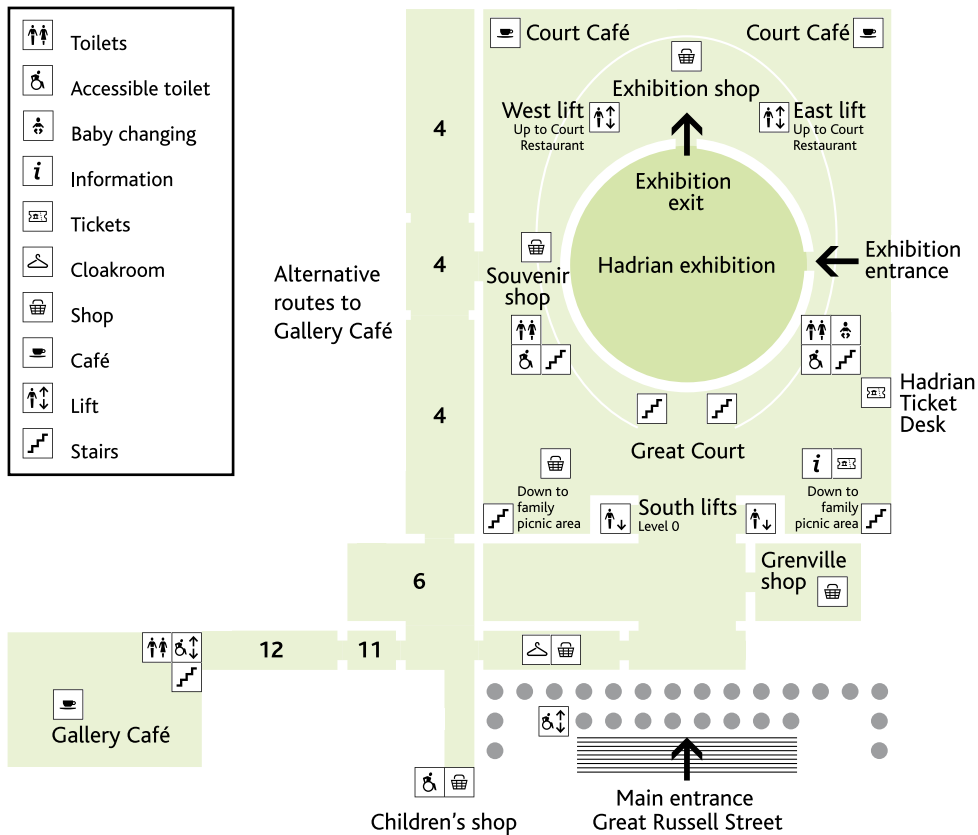 Toilets
Accessible toilet
Baby changing
Information
Tickets
Cloakroom
Shop
Café
Lift
Stairs
Court Café
Court Café
Exhibition shop
West lift
Up to Court
Restaurant
East lift
Up to Court
Restaurant
4
Exhibition
exit
Alternative
routes to
Gallery Café
4
Souvenir
shop
Hadrian exhibition
Exhibition
entrance
Hadrian
Ticket
Desk
4
Great Court
i
Down to
family
picnic area
South lifts
Level 0
Down to
family
picnic area
6
Grenville
shop
12
11
Gallery Café
Children's shop
Main entrance
Great Russell Street